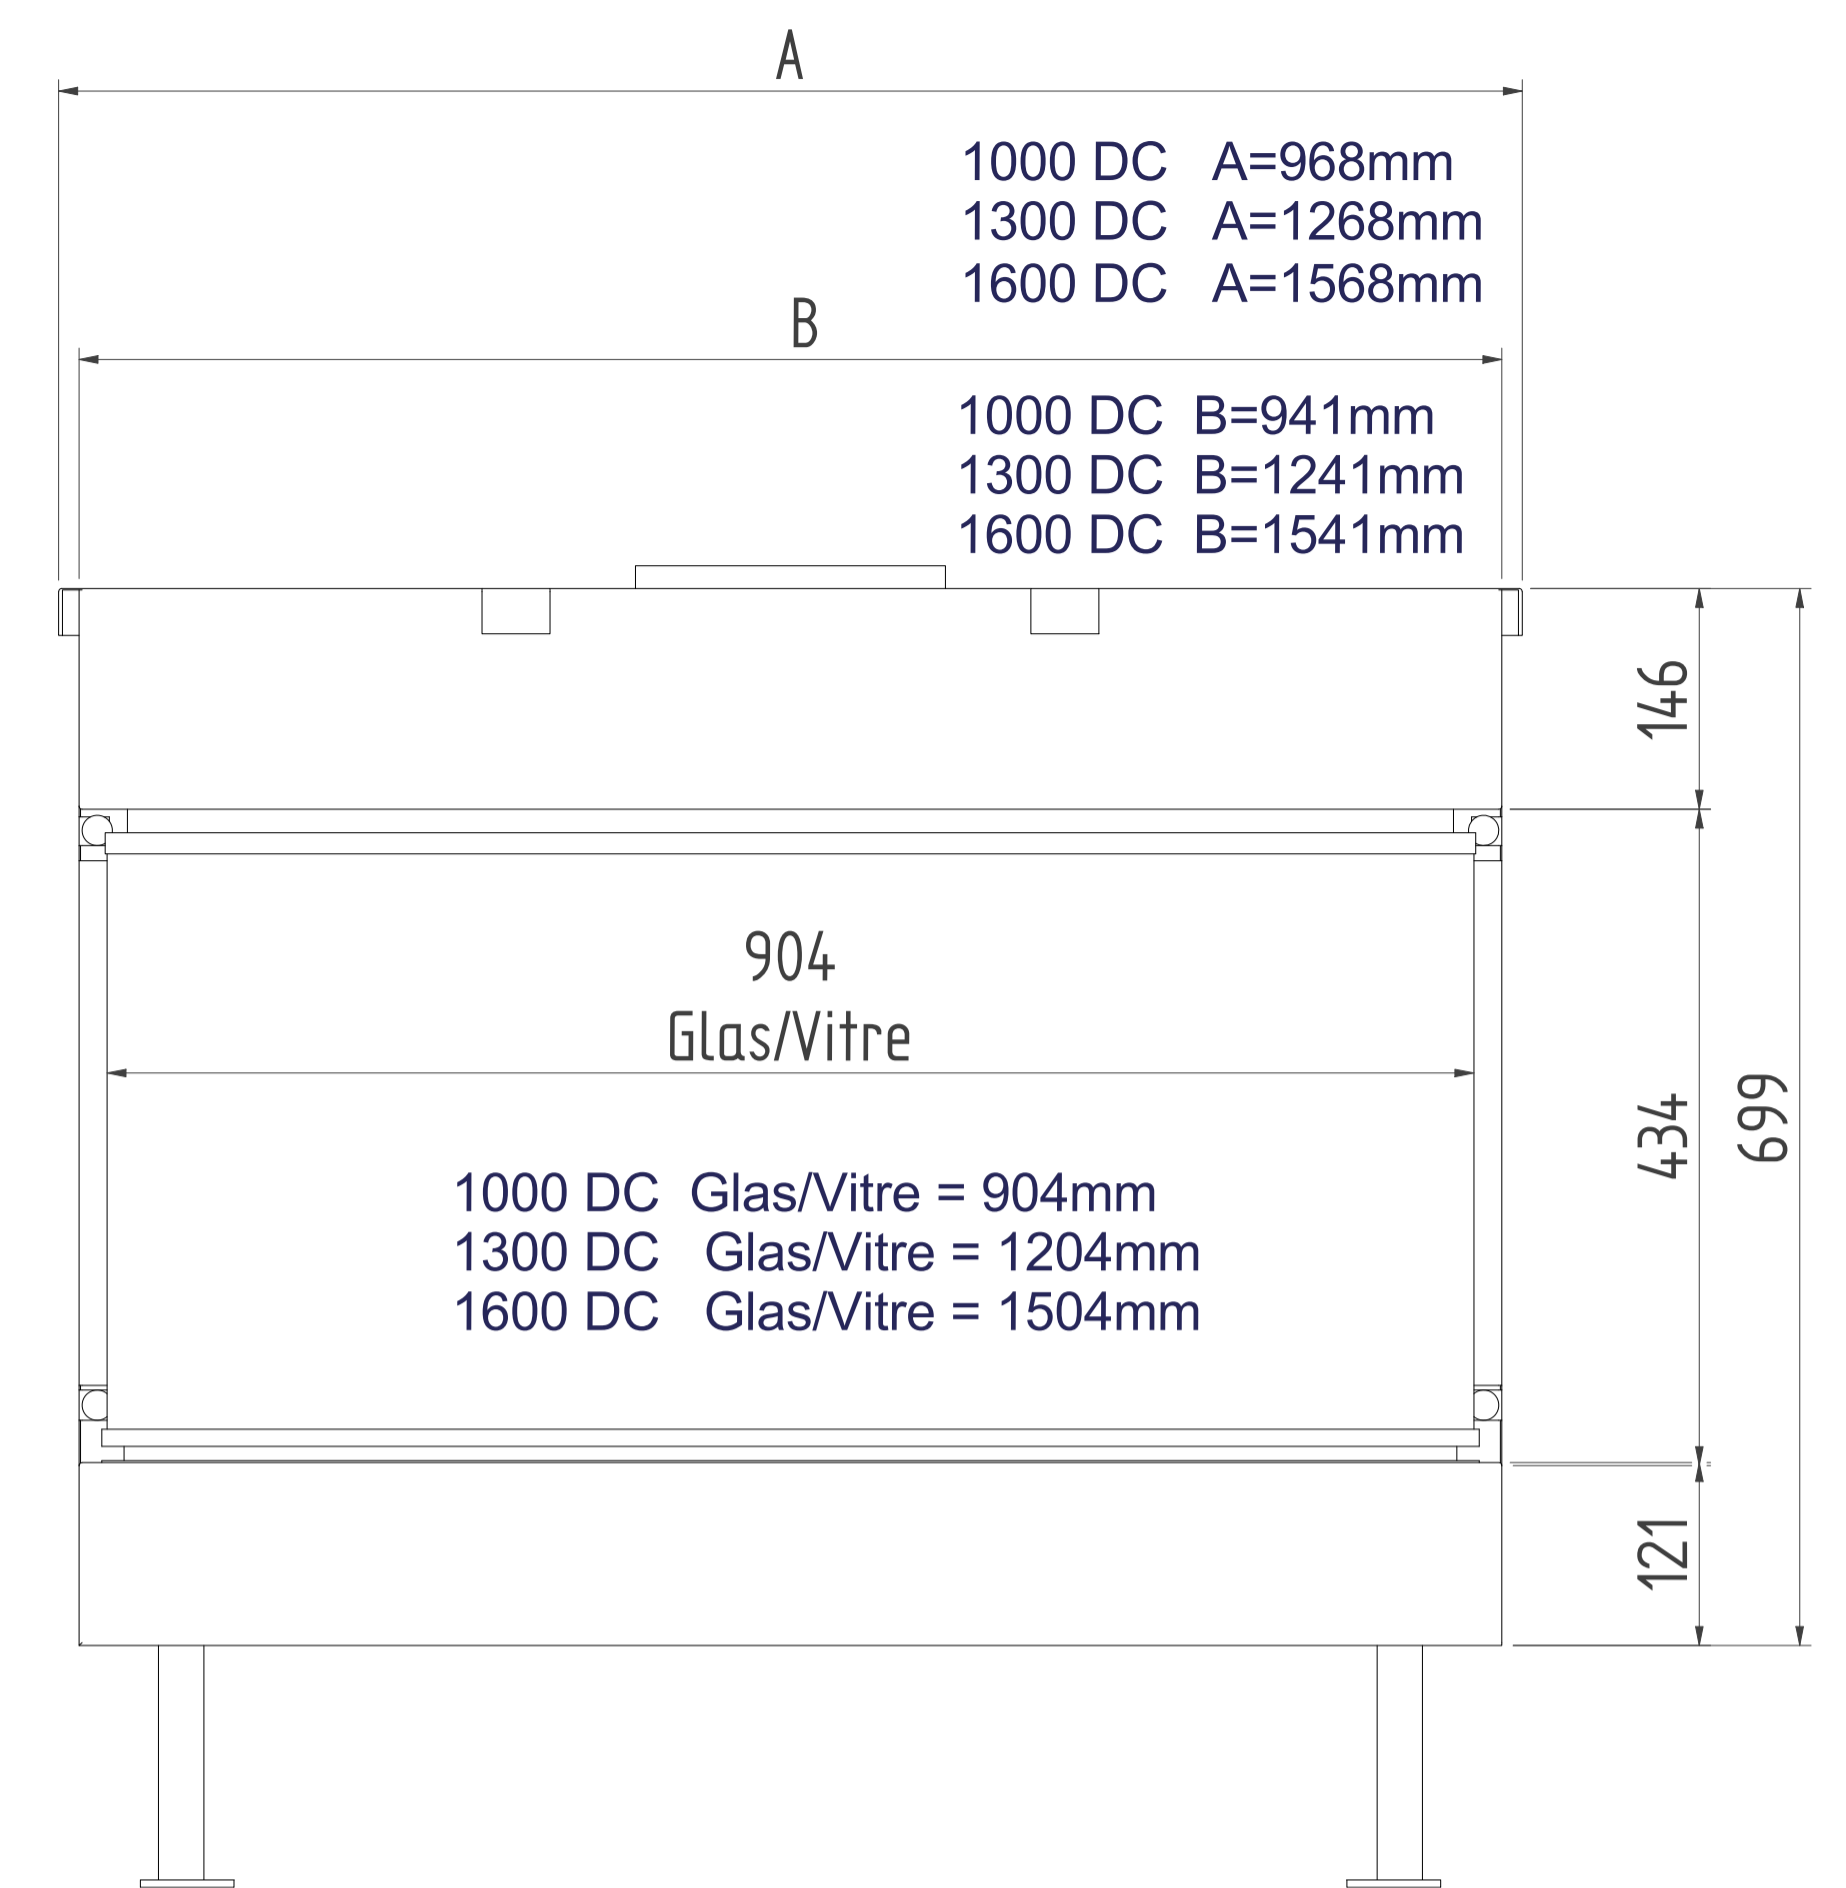 A
1000 DC A=968mm
1300 DC A=1268mm
1600 DC A=1568mm
B
1000 DC B=941mm
1300 DC B=1241mm
1600 DC B=1541mm
146
904
Glas/Vitre
434
699
1000 DC Glas/Vitre = 904mm
1300 DC Glas/Vitre = 1204mm
1600 DC Glas/Vitre = 1504mm
121